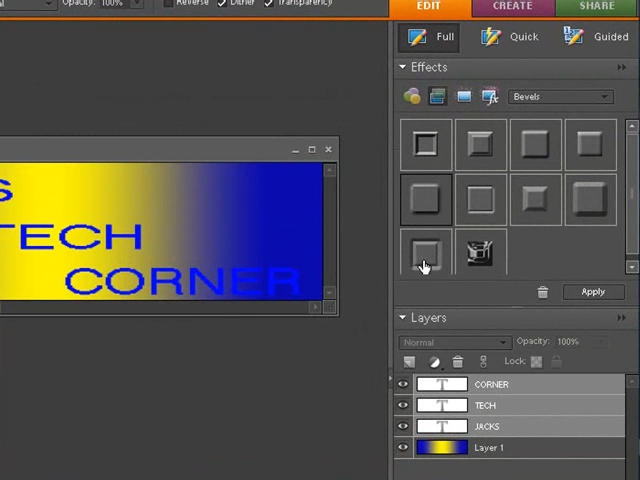 Opacity: 100% Reverse Dither Transparency
EDIT CREATE SHARE
Full Quick Guided
Effects
Bevels
S
TECH
CORNER
Apply
Layers
Normal Opacity: 100%
Lock:
T CORNER
T TECH
T JACKS
Layer 1